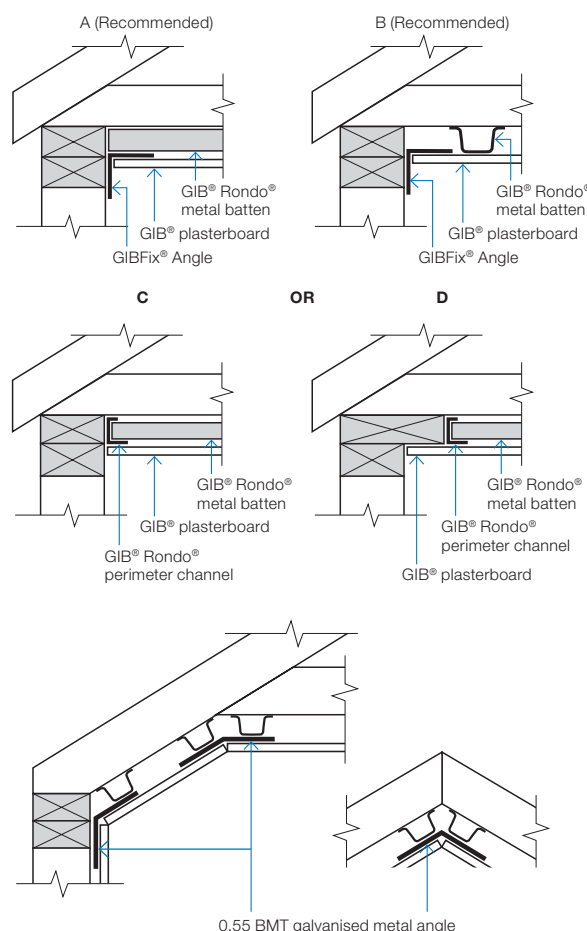 A (Recommended)
GIB® Rondo®
metal batten
GIB® plasterboard
GIBFix® Angle
B (Recommended)
GIB® Rondo®
metal batten
GIB® plasterboard
GIBFix® Angle
C OR D
GIB® Rondo®
metal batten
GIB® plasterboard
GIB® Rondo®
perimeter channel
GIB® Rondo®
metal batten
GIB® Rondo®
perimeter channel
GIB® plasterboard
0.55 BMT galvanised metal angle